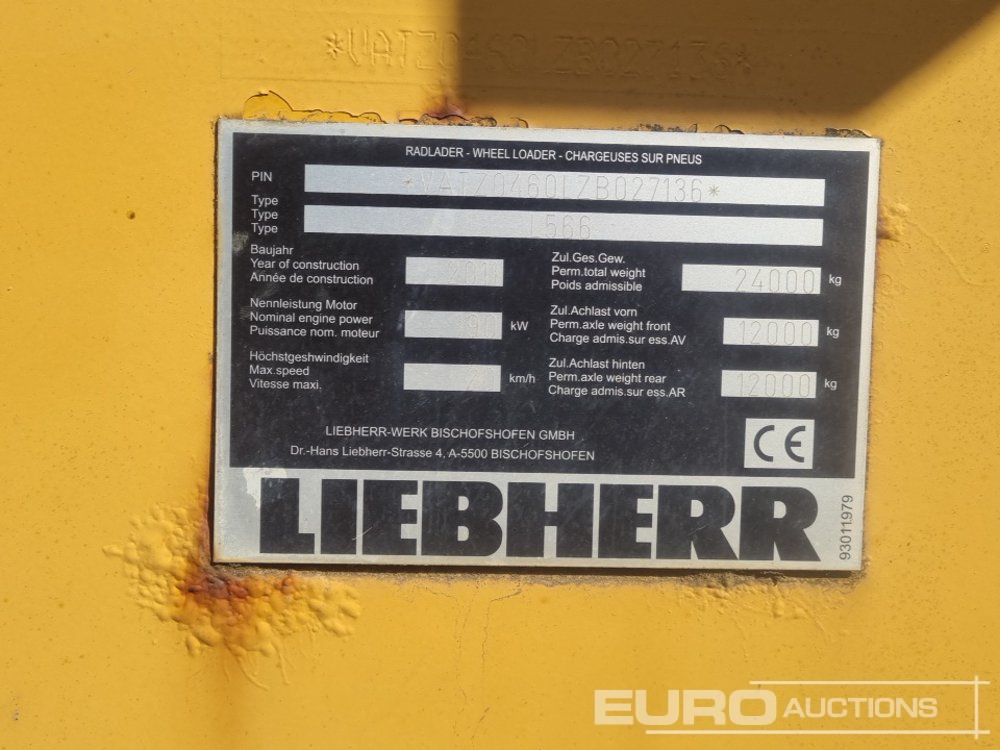 *VATZ0460LZB027136*
RADLADER - WHEEL LOADER - CHARGEUSES SUR PNEUS
PIN *VATZ0460LZB027136*
Type
Type
Type L566
Baujahr
Year of construction
Année de construction
Nennleistung Motor
Nominal engine power kW
Puissance nom. moteur
Höchstgeshwindigkeit
Max.speed km/h
Vitesse maxi.
Zul.Ges.Gew.
Perm.total weight 24000 kg
Poids admissible
Zul.Achlast vorn
Perm.axle weight front 12000 kg
Charge admis.sur ess.AV
Zul.Achlast hinten
Perm.axle weight rear 12000 kg
Charge admis.sur ess.AR
LIEBHERR-WERK BISCHOFSHOFEN GMBH
Dr.-Hans Liebherr-Strasse 4, A-5500 BISCHOFSHOFEN
CE
LIEBHERR
93011979
EURO AUCTIONS